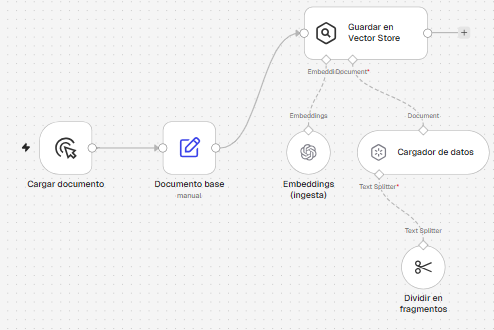 Guardar en
Vector Store
+
Embeddi
Document*
Embeddings
Document
Cargador de datos
Cargar documento
Documento base
manual
Embeddings
(ingesta)
Text Splitter*
Text Splitter
Dividir en
fragmentos